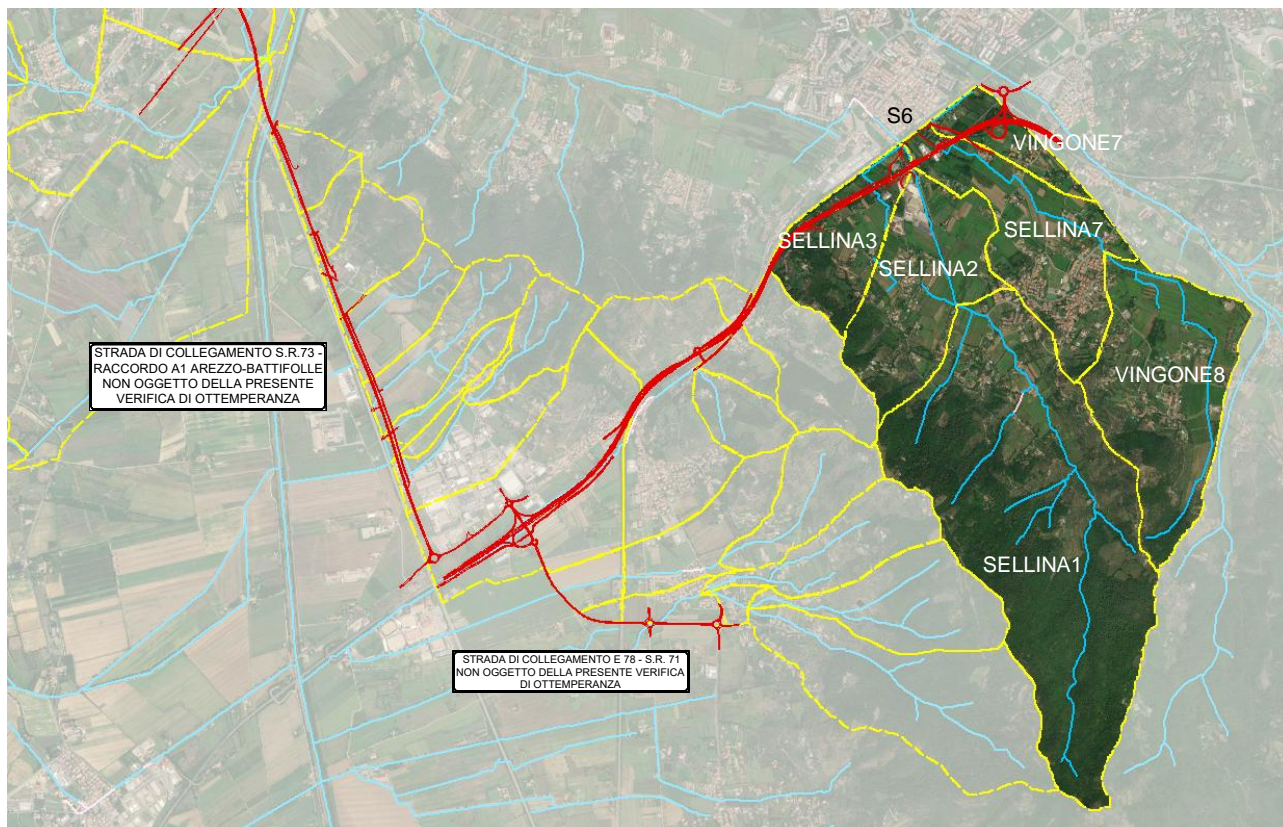 S6
VINGONE7
SELLINA3
SELLINA7
SELLINA2
STRADA DI COLLEGAMENTO S.R.73 -
RACCORDO A1 AREZZO-BATTIFOLLE
NON OGGETTO DELLA PRESENTE
VERIFICA DI OTTEMPERANZA
VINGONE8
SELLINA1
STRADA DI COLLEGAMENTO E 78 - S.R. 71
NON OGGETTO DELLA PRESENTE VERIFICA
DI OTTEMPERANZA